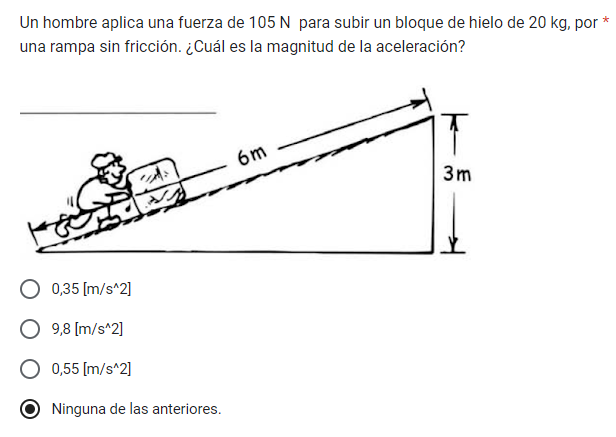 Un hombre aplica una fuerza de 105 N para subir un bloque de hielo de 20 kg, por *
una rampa sin fricción. ¿Cuál es la magnitud de la aceleración?
6m
3m
0,35 [m/s^2]
9,8 [m/s^2]
0,55 [m/s^2]
Ninguna de las anteriores.